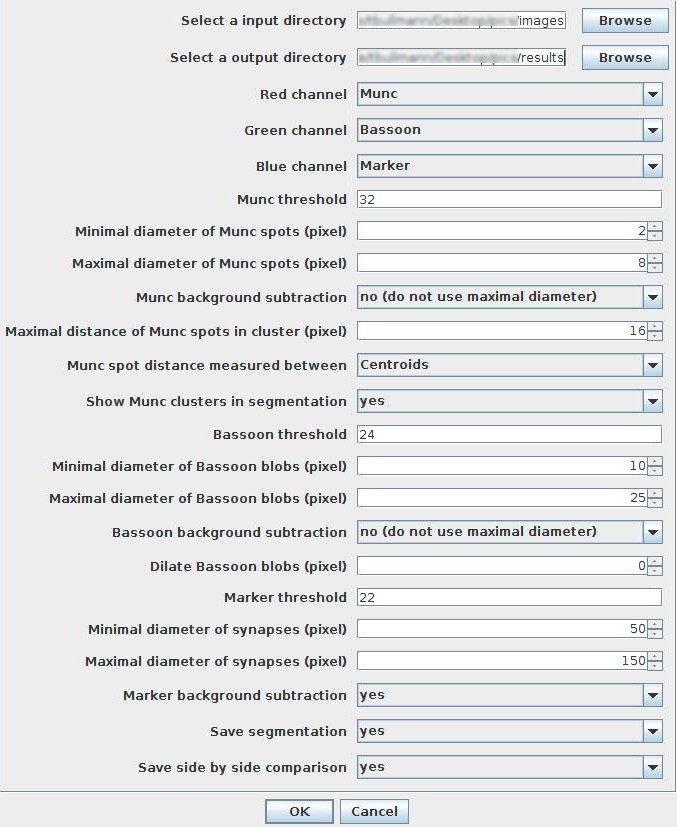 Select a input directory /images Browse
Select a output directory /results Browse
Red channel Munc
Green channel Bassoon
Blue channel Marker
Munc threshold 32
Minimal diameter of Munc spots (pixel) 2
Maximal diameter of Munc spots (pixel) 8
Munc background subtraction no (do not use maximal diameter)
Maximal distance of Munc spots in cluster (pixel) 16
Munc spot distance measured between Centroids
Show Munc clusters in segmentation yes
Bassoon threshold 24
Minimal diameter of Bassoon blobs (pixel) 10
Maximal diameter of Bassoon blobs (pixel) 25
Bassoon background subtraction no (do not use maximal diameter)
Dilate Bassoon blobs (pixel) 0
Marker threshold 22
Minimal diameter of synapses (pixel) 50
Maximal diameter of synapses (pixel) 150
Marker background subtraction yes
Save segmentation yes
Save side by side comparison yes
OK Cancel